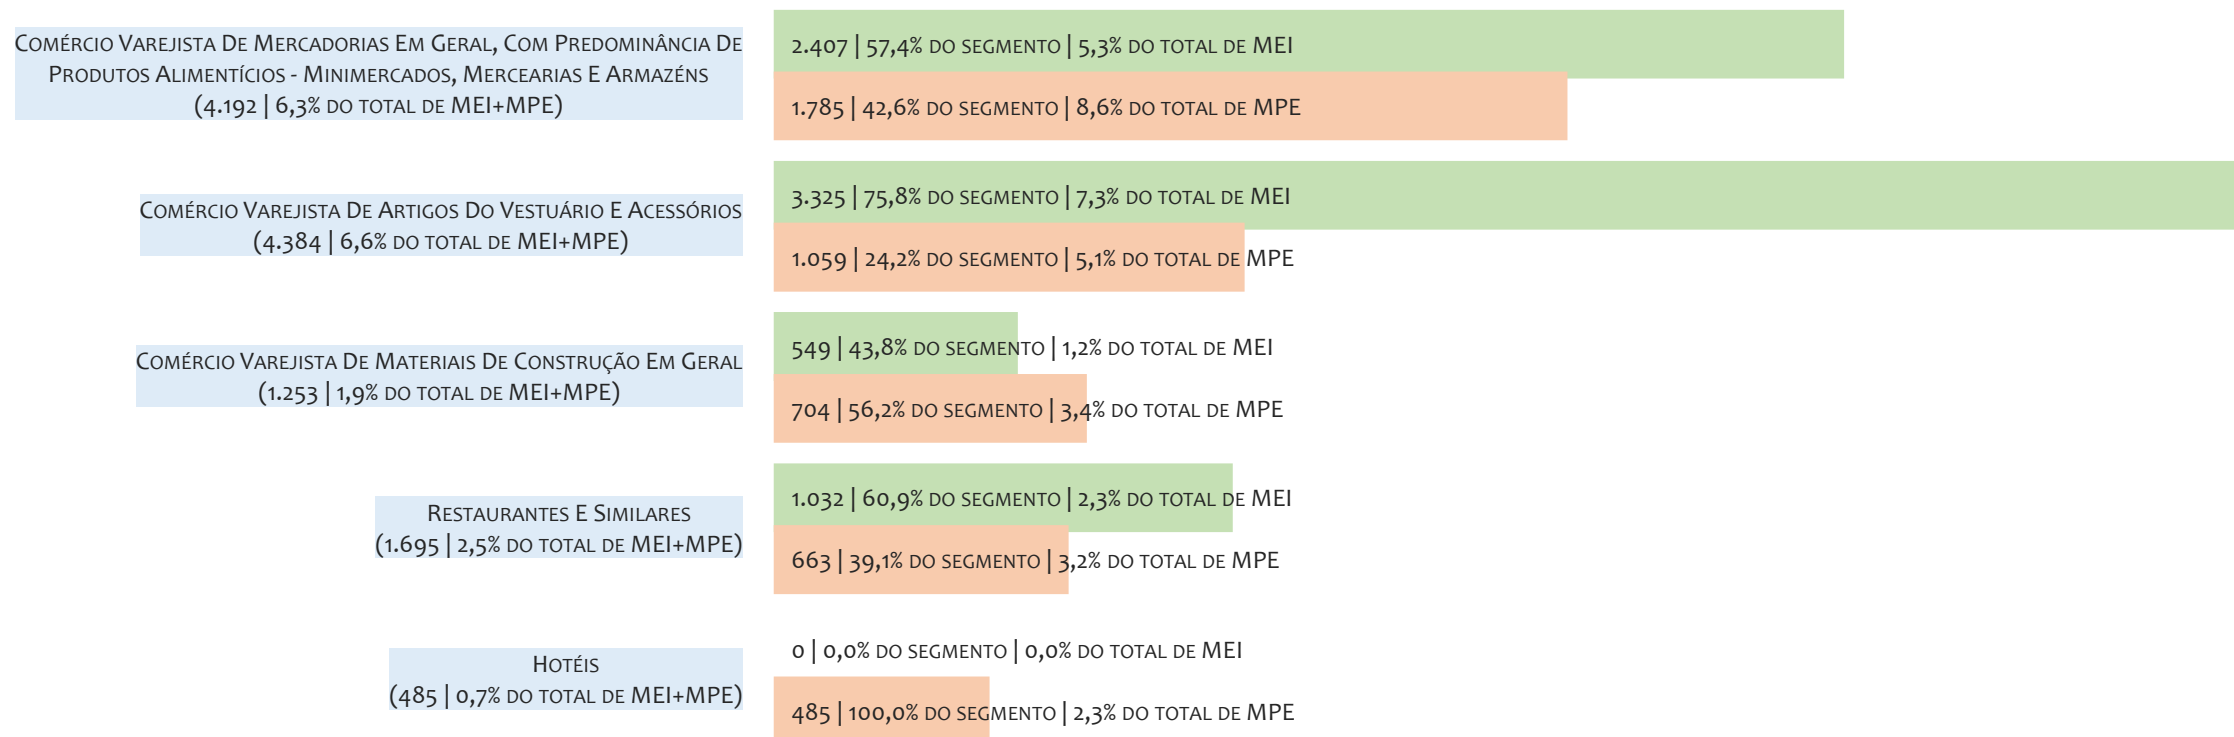 Comércio Varejista De Mercadorias Em Geral, Com Predominância De
Produtos Alimentícios - Minimercados, Mercearias E Armazéns
(4.192 | 6,3% do total de MEI+MPE)
2.407 | 57,4% do segmento | 5,3% do total de MEI
1.785 | 42,6% do segmento | 8,6% do total de MPE
Comércio Varejista De Artigos Do Vestuário E Acessórios
(4.384 | 6,6% do total de MEI+MPE)
3.325 | 75,8% do segmento | 7,3% do total de MEI
1.059 | 24,2% do segmento | 5,1% do total de MPE
Comércio Varejista De Materiais De Construção Em Geral
(1.253 | 1,9% do total de MEI+MPE)
549 | 43,8% do segmento | 1,2% do total de MEI
704 | 56,2% do segmento | 3,4% do total de MPE
Restaurantes E Similares
(1.695 | 2,5% do total de MEI+MPE)
1.032 | 60,9% do segmento | 2,3% do total de MEI
663 | 39,1% do segmento | 3,2% do total de MPE
Hotéis
(485 | 0,7% do total de MEI+MPE)
0 | 0,0% do segmento | 0,0% do total de MEI
485 | 100,0% do segmento | 2,3% do total de MPE